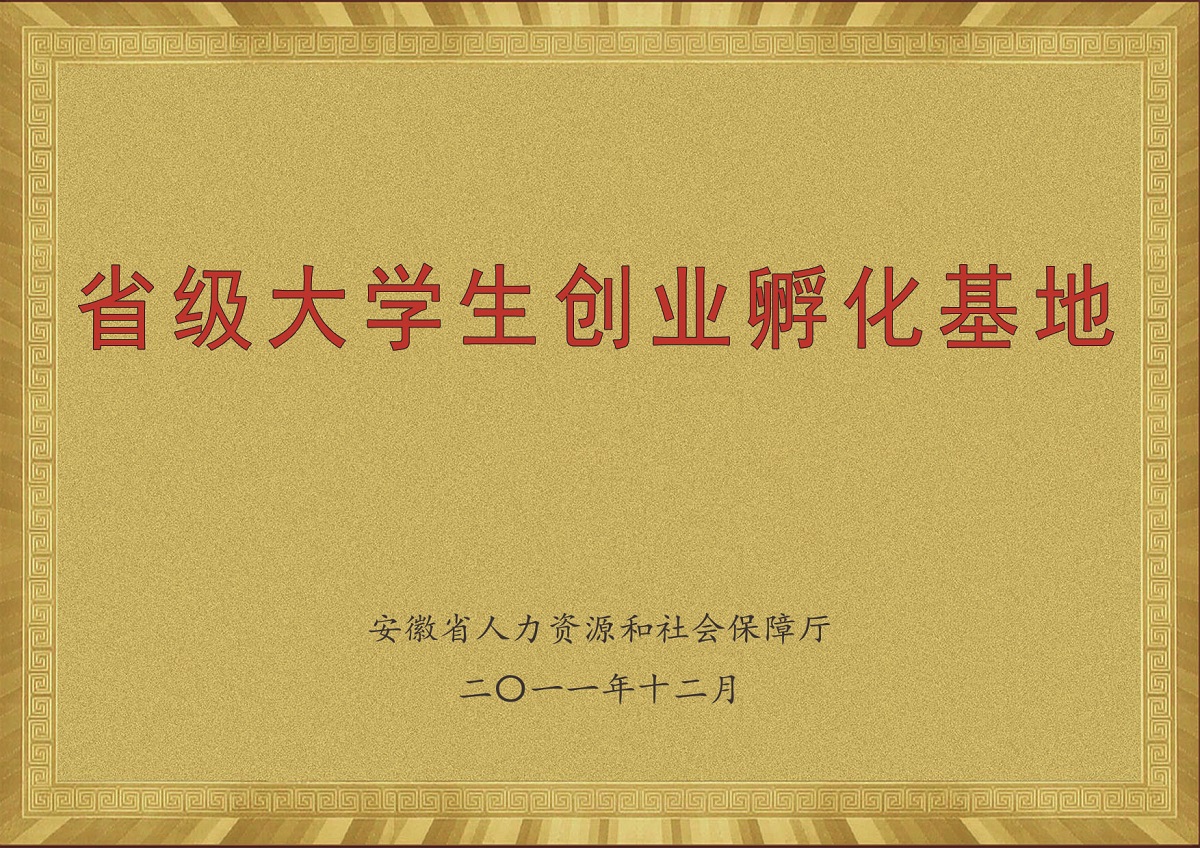 省级大学生创业孵化基地
安徽省人力资源和社会保障厅
二〇一一年十二月